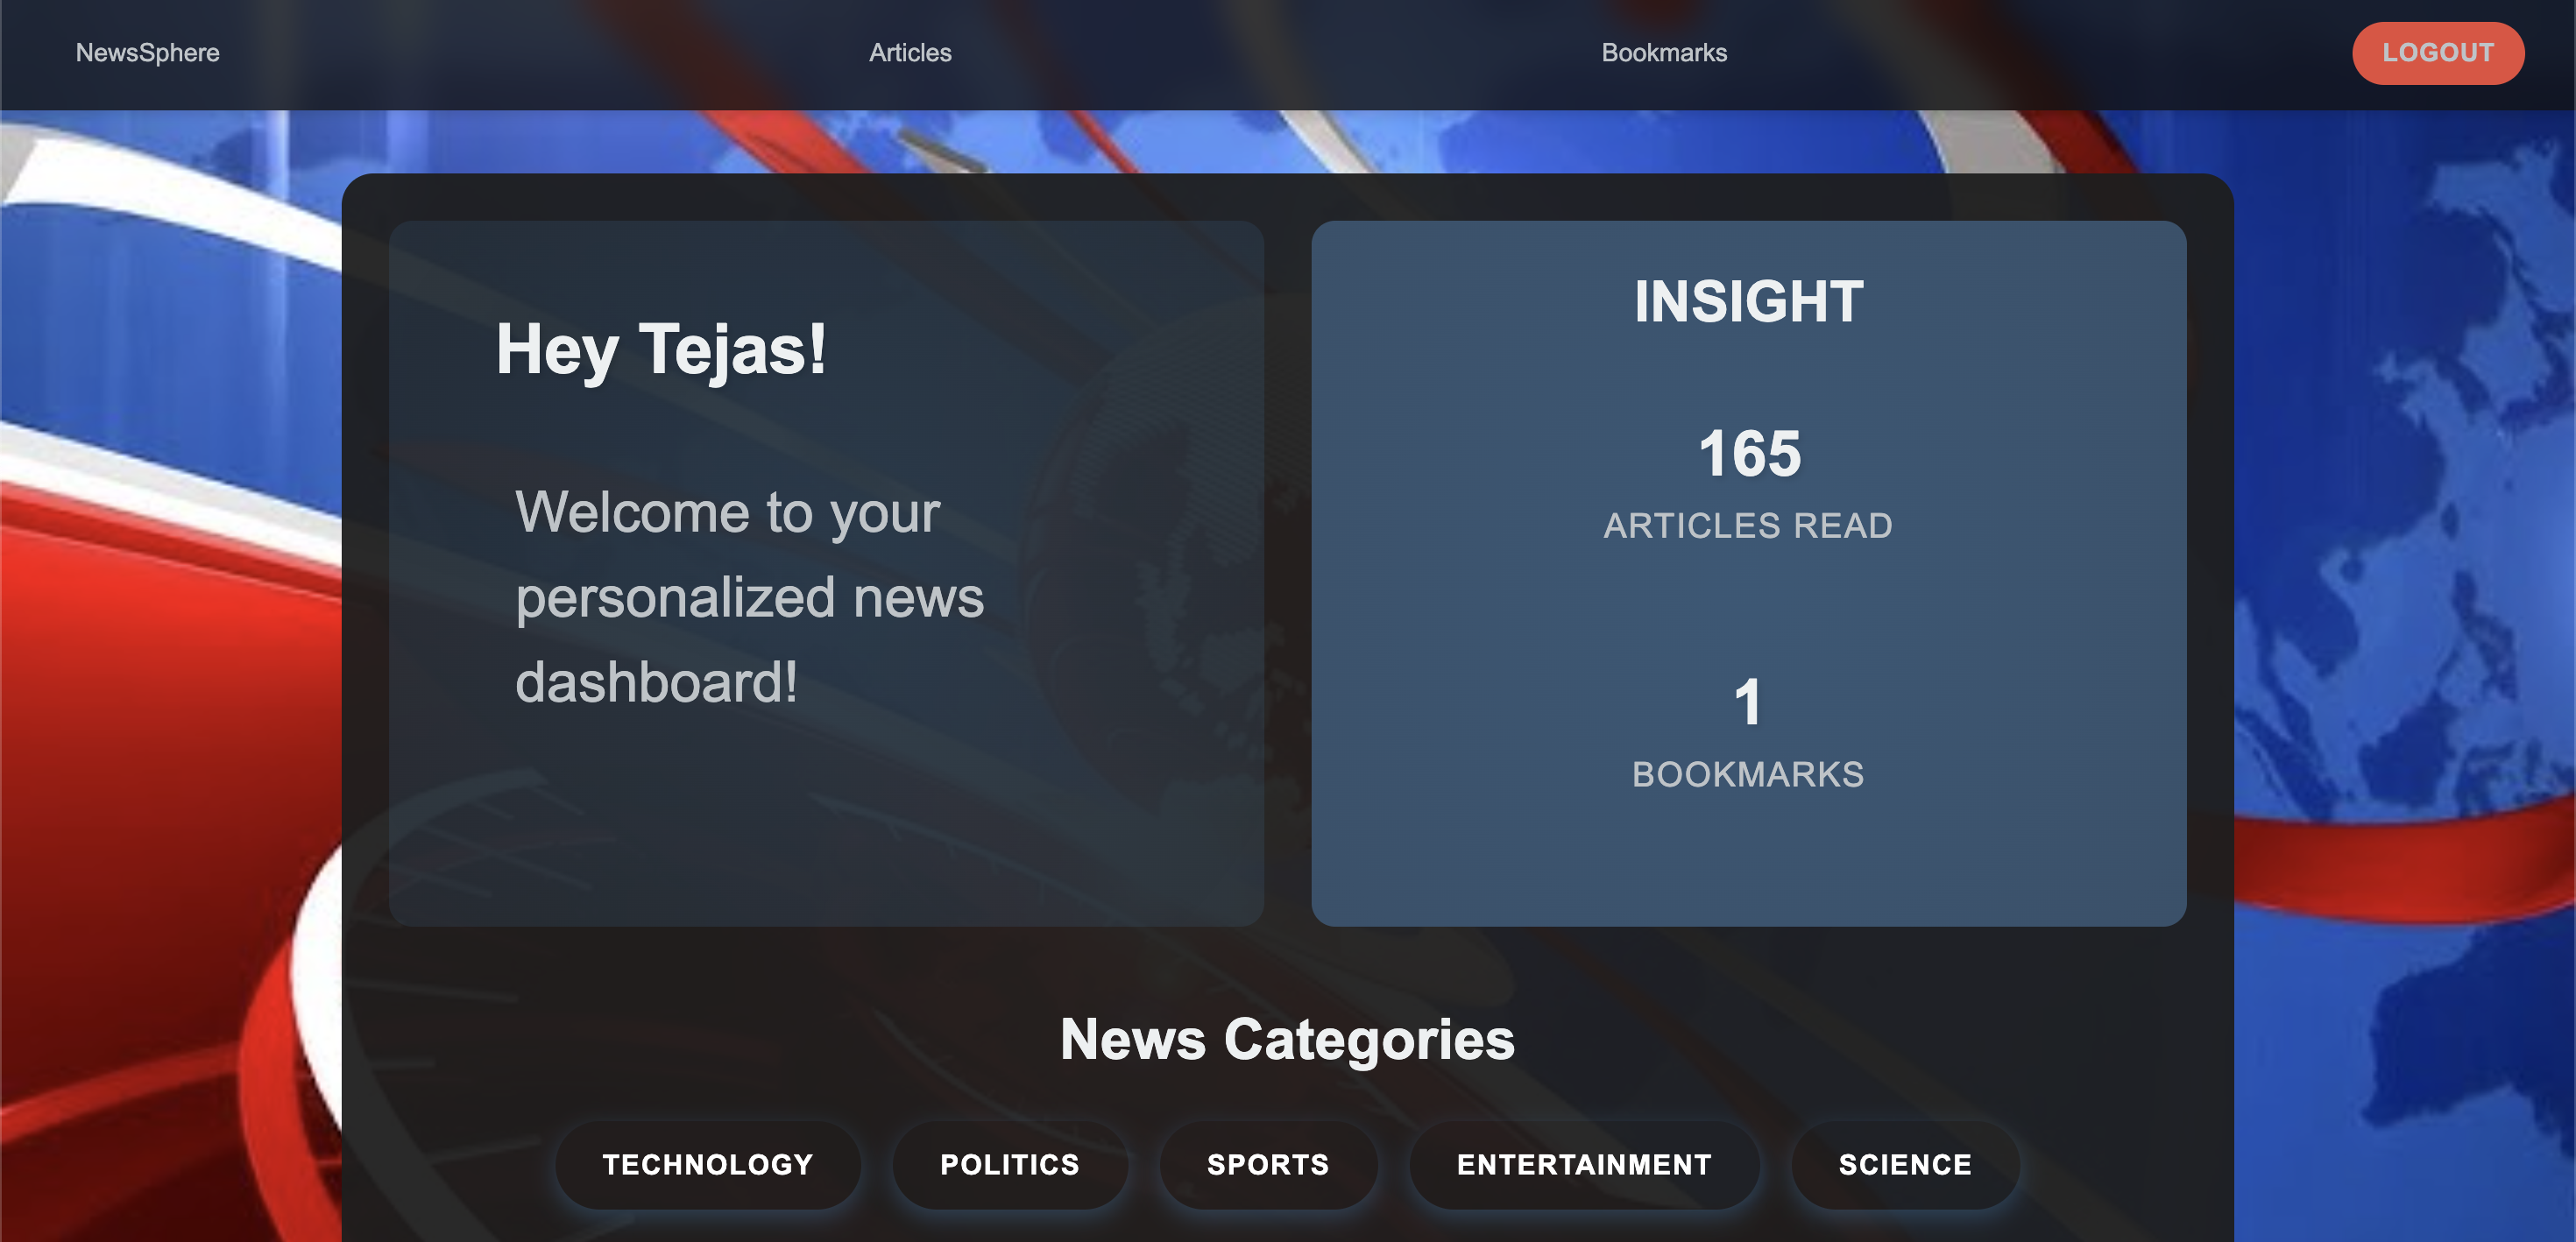 NewsSphere
Articles
Bookmarks
LOGOUT
Hey Tejas!
Welcome to your
personalized news
dashboard!
INSIGHT
165
ARTICLES READ
1
BOOKMARKS
News Categories
TECHNOLOGY
POLITICS
SPORTS
ENTERTAINMENT
SCIENCE